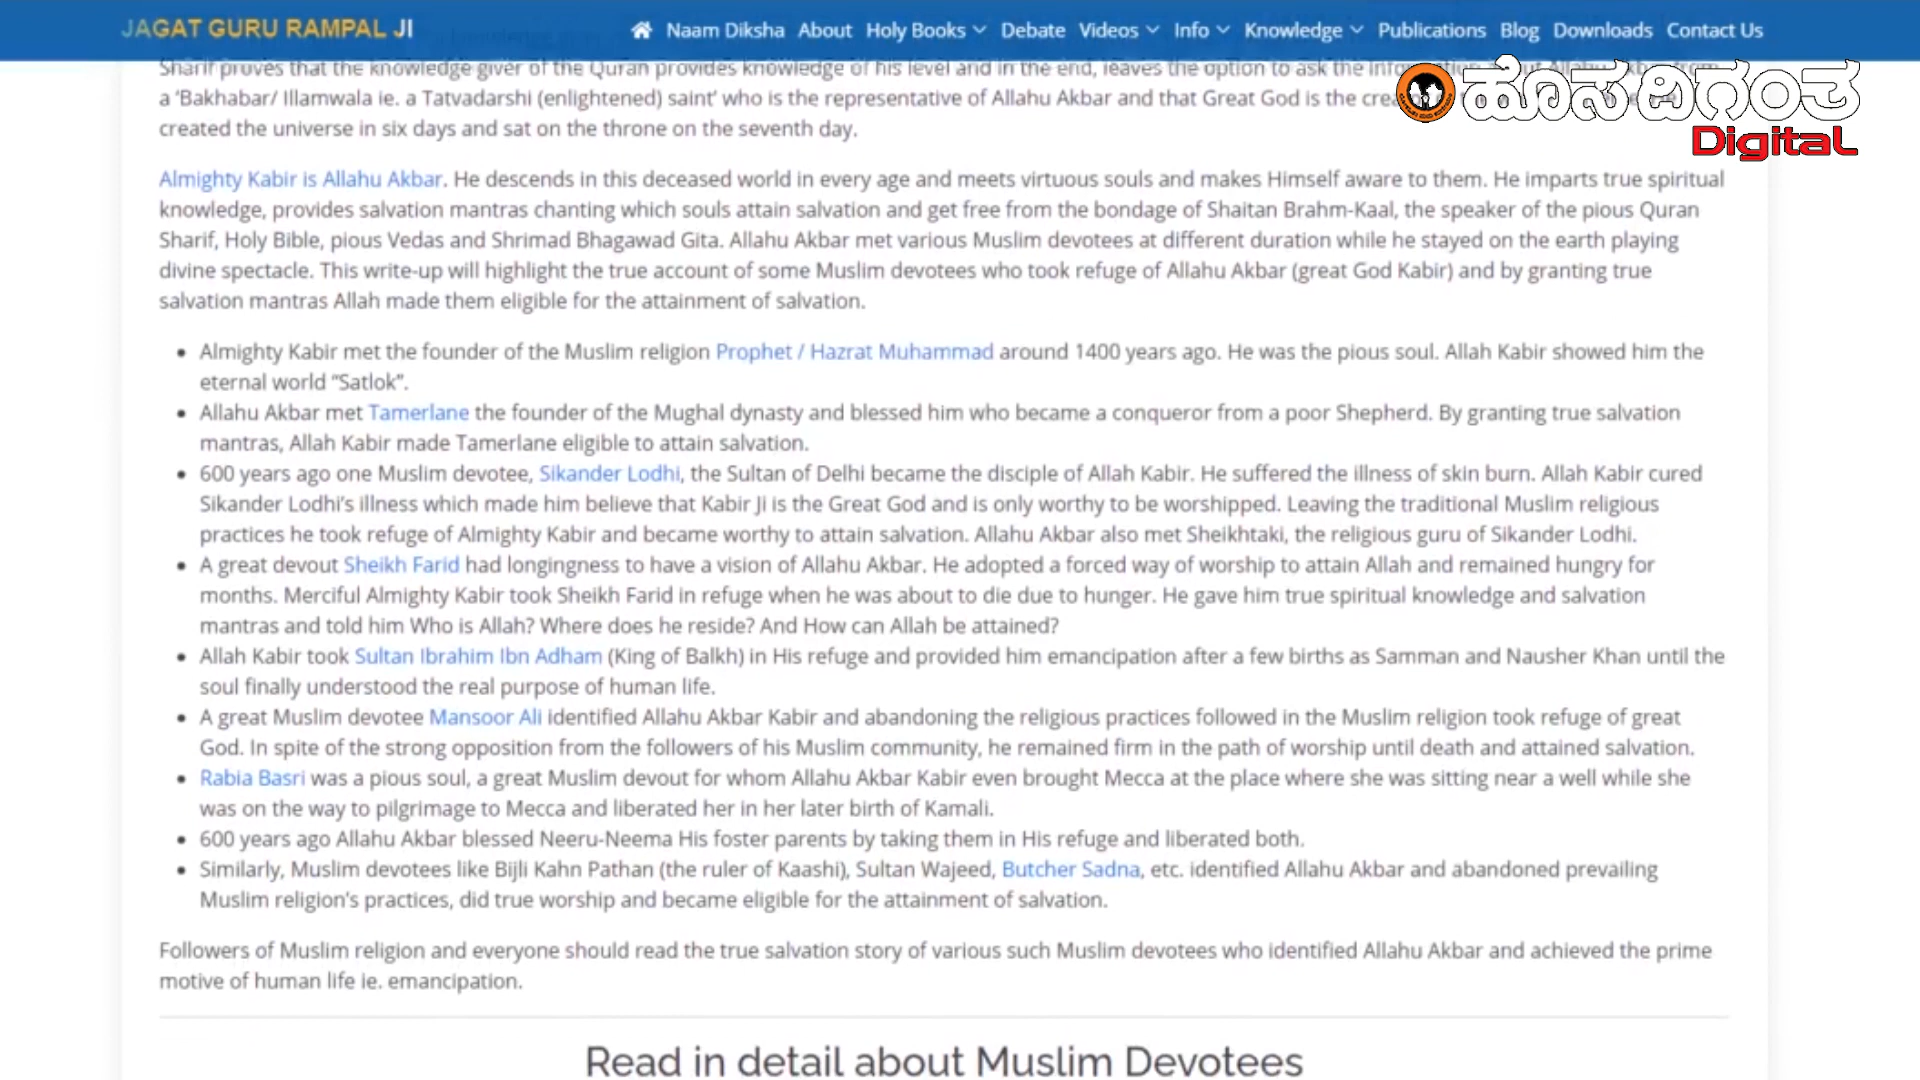 JAGAT GURU RAMPAL JI
Naam Diksha About Holy Books Debate Videos Info Knowledge Publications Blog Downloads Contact Us
Sharif proves that the knowledge giver of the Quran provides knowledge of his level and in the end, leaves the option to ask the
ಹೊಸ ದಿಗಂತ
Digital
a 'Bakhabar/ Illamwala ie. a Tatvadarshi (enlightened) saint' who is the representative of Allahu Akbar and that Great God is the
created the universe in six days and sat on the throne on the seventh day.
Almighty Kabir is Allahu Akbar. He descends in this deceased world in every age and meets virtuous souls and makes Himself aware to them. He imparts true spiritual
knowledge, provides salvation mantras chanting which souls attain salvation and get free from the bondage of Shaitan Brahm-Kaal, the speaker of the pious Quran
Sharif, Holy Bible, pious Vedas and Shrimad Bhagawad Gita. Allahu Akbar met various Muslim devotees at different duration while he stayed on the earth playing
divine spectacle. This write-up will highlight the true account of some Muslim devotees who took refuge of Allahu Akbar (great God Kabir) and by granting true
salvation mantras Allah made them eligible for the attainment of salvation.
• Almighty Kabir met the founder of the Muslim religion Prophet / Hazrat Muhammad around 1400 years ago. He was the pious soul. Allah Kabir showed him the
eternal world “Satlok”.
• Allahu Akbar met Tamerlane the founder of the Mughal dynasty and blessed him who became a conqueror from a poor Shepherd. By granting true salvation
mantras, Allah Kabir made Tamerlane eligible to attain salvation.
• 600 years ago one Muslim devotee, Sikander Lodhi, the Sultan of Delhi became the disciple of Allah Kabir. He suffered the illness of skin burn. Allah Kabir cured
Sikander Lodhi's illness which made him believe that Kabir Ji is the Great God and is only worthy to be worshipped. Leaving the traditional Muslim religious
practices he took refuge of Almighty Kabir and became worthy to attain salvation. Allahu Akbar also met Sheikhtaki, the religious guru of Sikander Lodhi.
• A great devout Sheikh Farid had longingness to have a vision of Allahu Akbar. He adopted a forced way of worship to attain Allah and remained hungry for
months. Merciful Almighty Kabir took Sheikh Farid in refuge when he was about to die due to hunger. He gave him true spiritual knowledge and salvation
mantras and told him Who is Allah? Where does he reside? And How can Allah be attained?
• Allah Kabir took Sultan Ibrahim Ibn Adham (King of Balkh) in His refuge and provided him emancipation after a few births as Samman and Nausher Khan until the
soul finally understood the real purpose of human life.
• A great Muslim devotee Mansoor Ali identified Allahu Akbar Kabir and abandoning the religious practices followed in the Muslim religion took refuge of great
God. In spite of the strong opposition from the followers of his Muslim community, he remained firm in the path of worship until death and attained salvation.
• Rabia Basri was a pious soul, a great Muslim devout for whom Allahu Akbar Kabir even brought Mecca at the place where she was sitting near a well while she
was on the way to pilgrimage to Mecca and liberated her in her later birth of Kamali.
• 600 years ago Allahu Akbar blessed Neeru-Neema His foster parents by taking them in His refuge and liberated both.
• Similarly, Muslim devotees like Bijli Kahn Pathan (the ruler of Kaashi), Sultan Wajeed, Butcher Sadna, etc. identified Allahu Akbar and abandoned prevailing
Muslim religion's practices, did true worship and became eligible for the attainment of salvation.
Followers of Muslim religion and everyone should read the true salvation story of various such Muslim devotees who identified Allahu Akbar and achieved the prime
motive of human life ie. emancipation.
Read in detail about Muslim Devotees